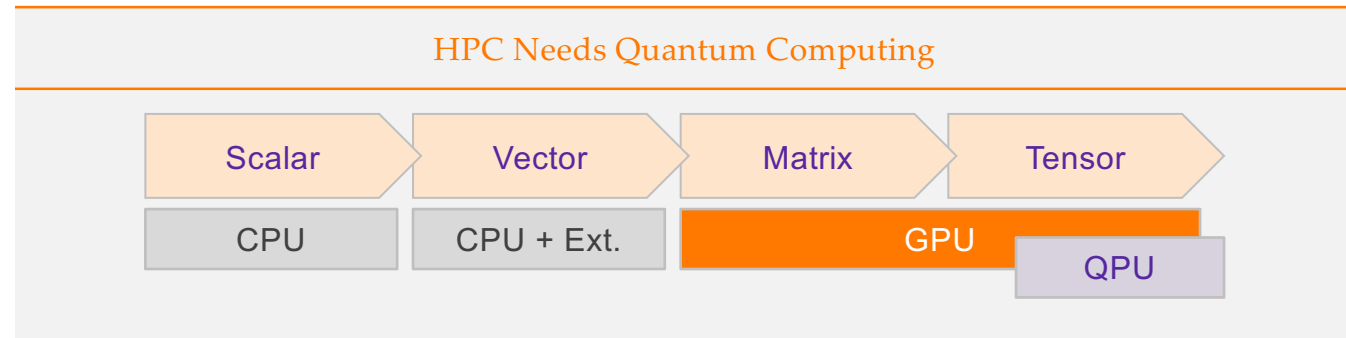 HPC Needs Quantum Computing
Scalar Vector Matrix Tensor
CPU CPU + Ext. GPU
QPU